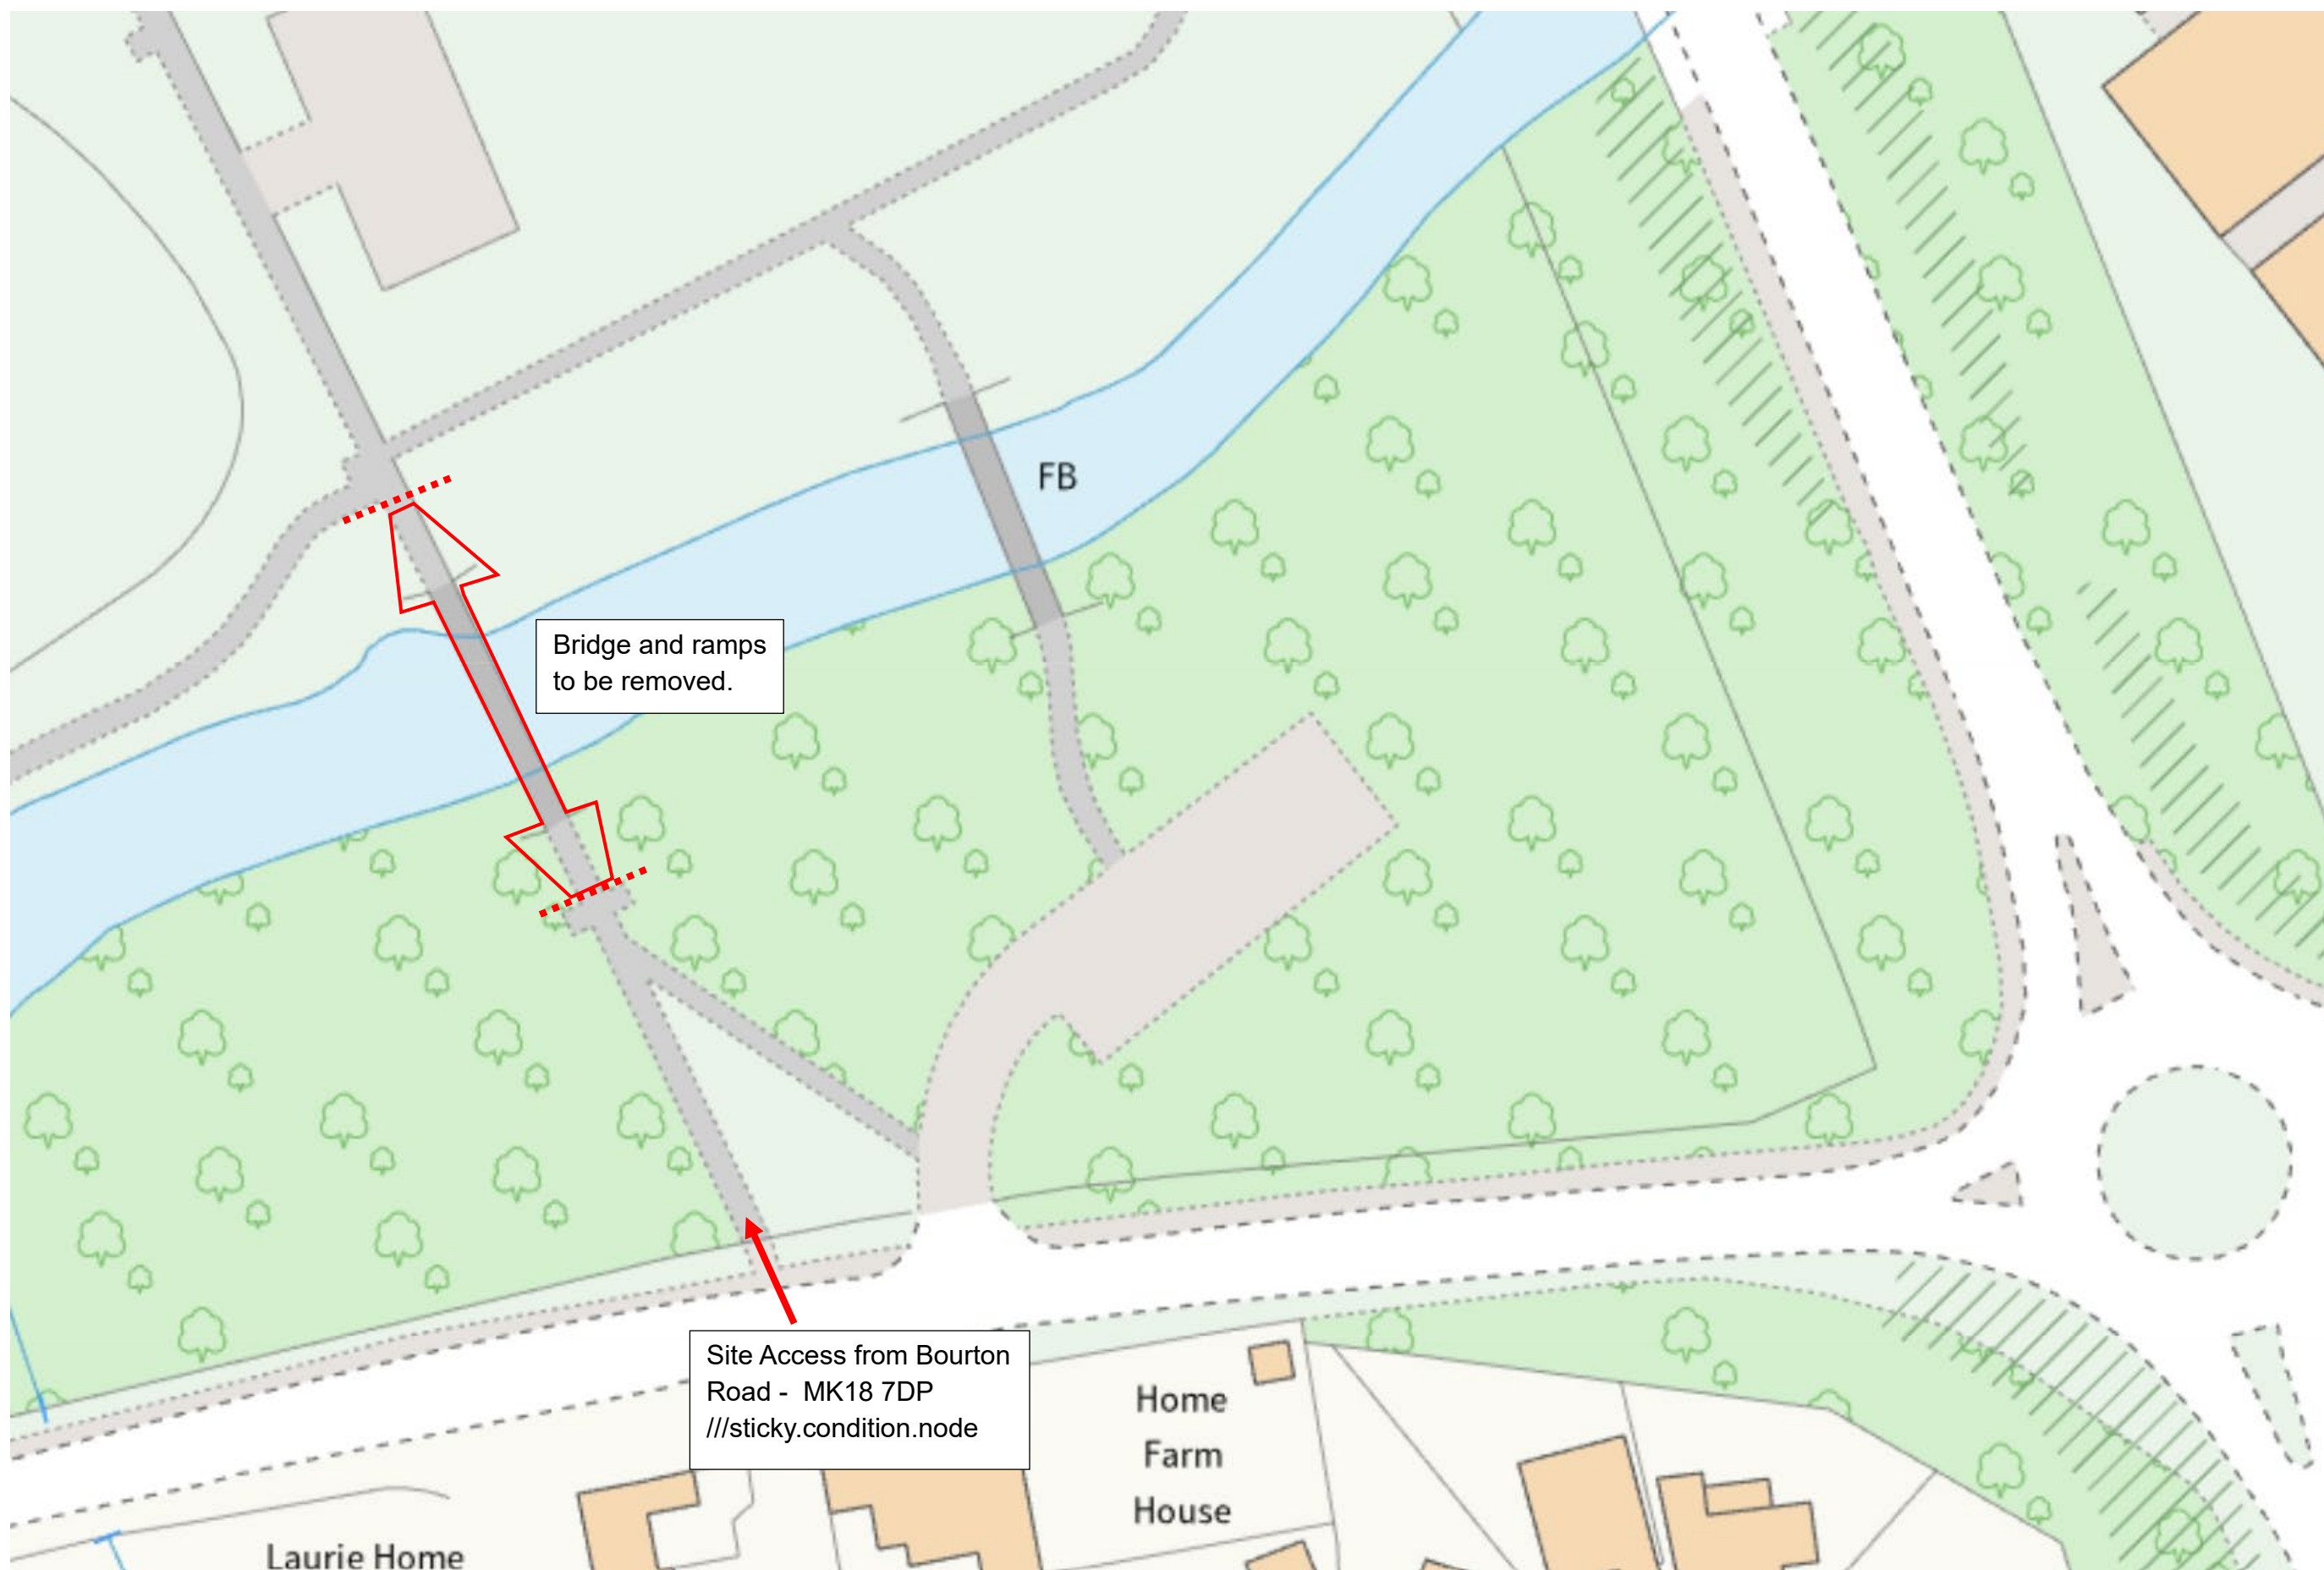 FB
Bridge and ramps
to be removed.
Site Access from Bourton
Road - MK18 7DP
///sticky.condition.node
Home
Farm
House
Laurie Home